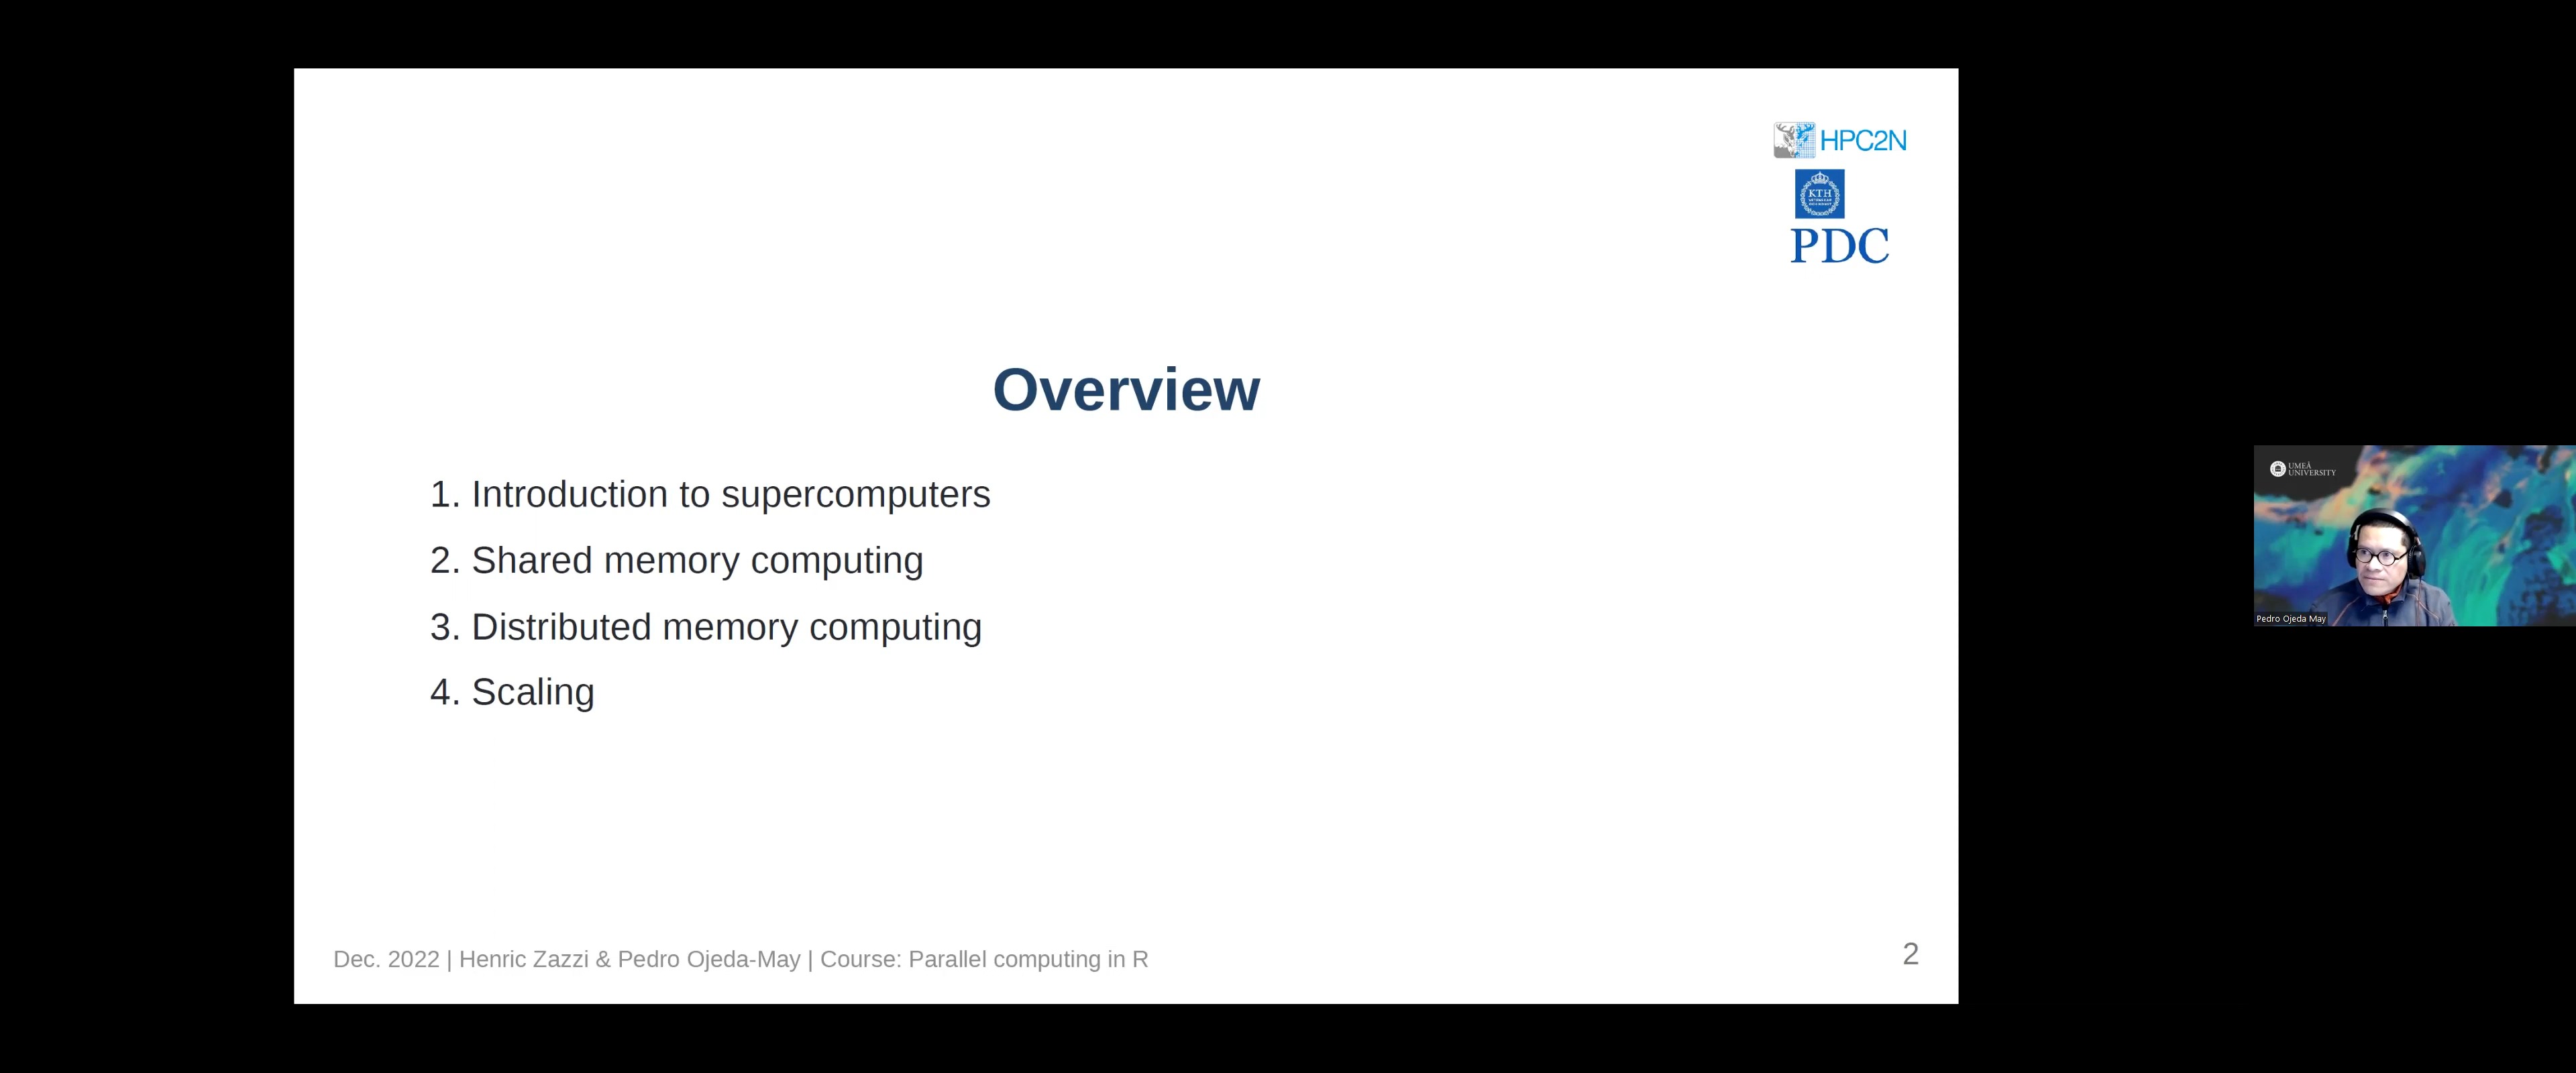 HPC2N
KTH
PDC
Overview
1. Introduction to supercomputers
2. Shared memory computing
3. Distributed memory computing
4. Scaling
UMEÅ
UNIVERSITY
Pedro Ojeda May
Dec. 2022 | Henric Zazzi & Pedro Ojeda-May | Course: Parallel computing in R
2